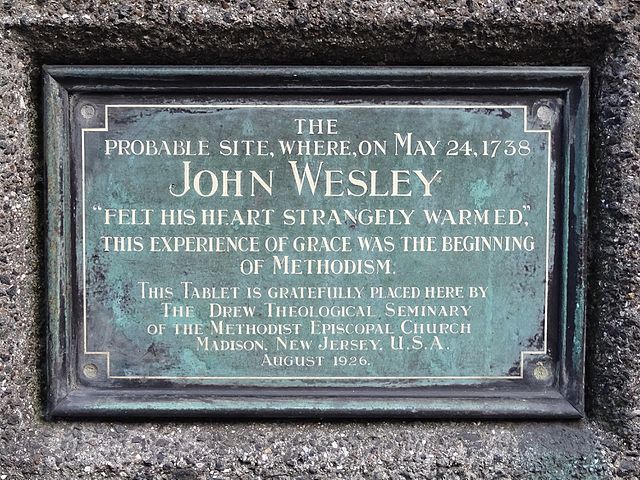 THE
PROBABLE SITE, WHERE, ON MAY 24, 1738
JOHN WESLEY
"FELT HIS HEART STRANGELY WARMED,"
THIS EXPERIENCE OF GRACE WAS THE BEGINNING
OF METHODISM.
THIS TABLET IS GRATEFULLY PLACED HERE BY
THE DREW THEOLOGICAL SEMINARY
OF THE METHODIST EPISCOPAL CHURCH
MADISON, NEW JERSEY, U.S.A.
AUGUST 1926.